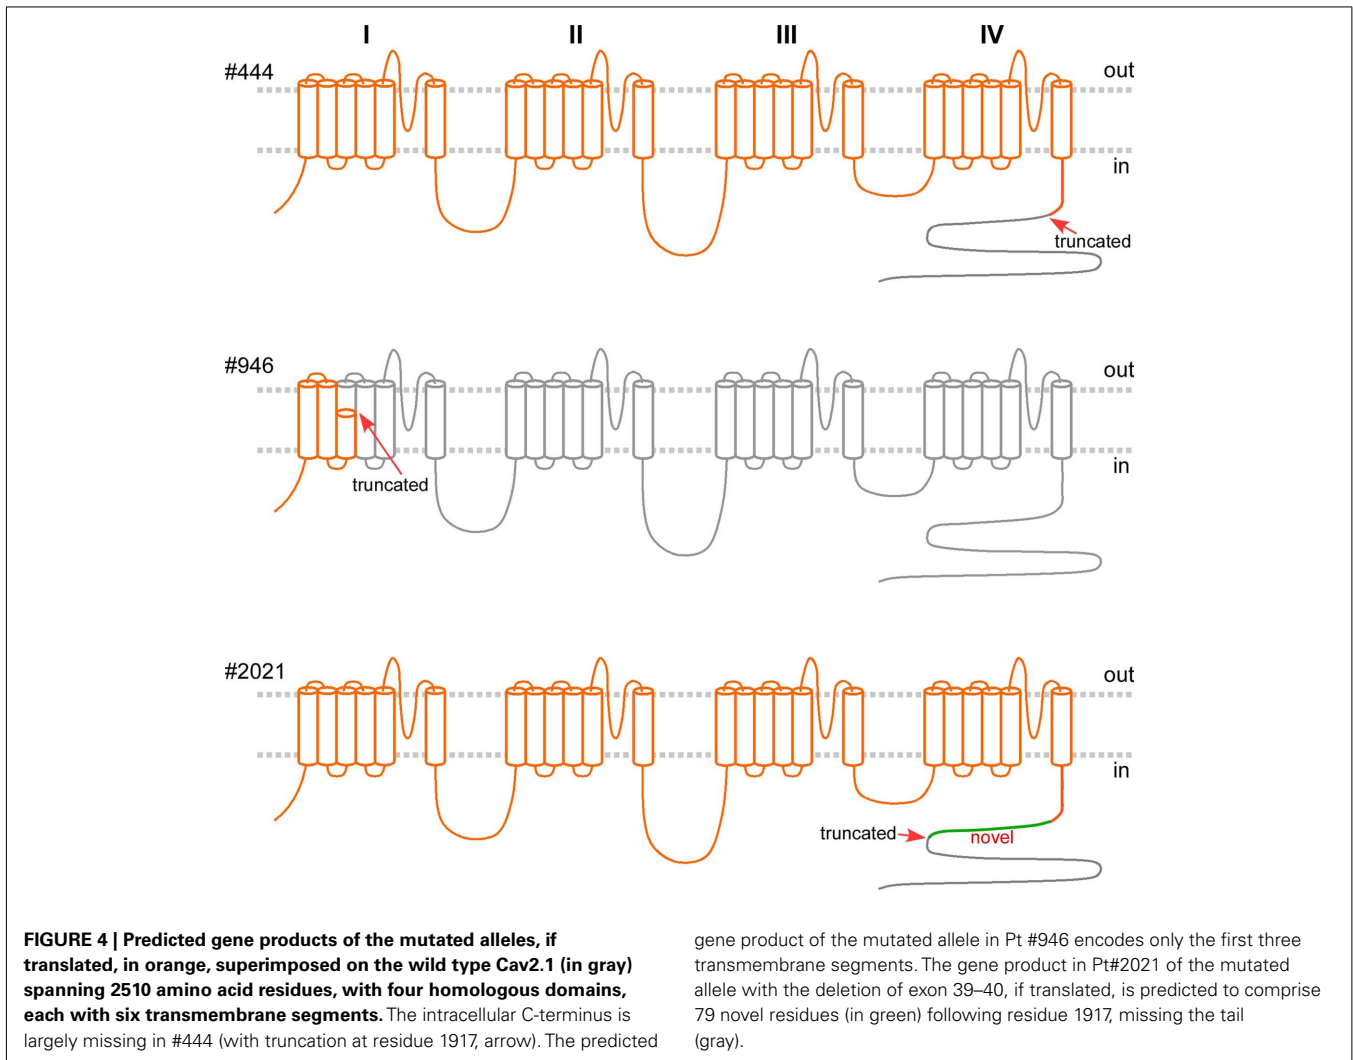 I II III IV
#444
out
in
truncated
#946
out
in
truncated
#2021
out
in
truncated
novel
FIGURE 4 | Predicted gene products of the mutated alleles, if
translated, in orange, superimposed on the wild type Cav2.1 (in gray)
spanning 2510 amino acid residues, with four homologous domains,
each with six transmembrane segments. The intracellular C-terminus is
largely missing in #444 (with truncation at residue 1917, arrow). The predicted
gene product of the mutated allele in Pt #946 encodes only the first three
transmembrane segments. The gene product in Pt#2021 of the mutated
allele with the deletion of exon 39–40, if translated, is predicted to comprise
79 novel residues (in green) following residue 1917, missing the tail
(gray).